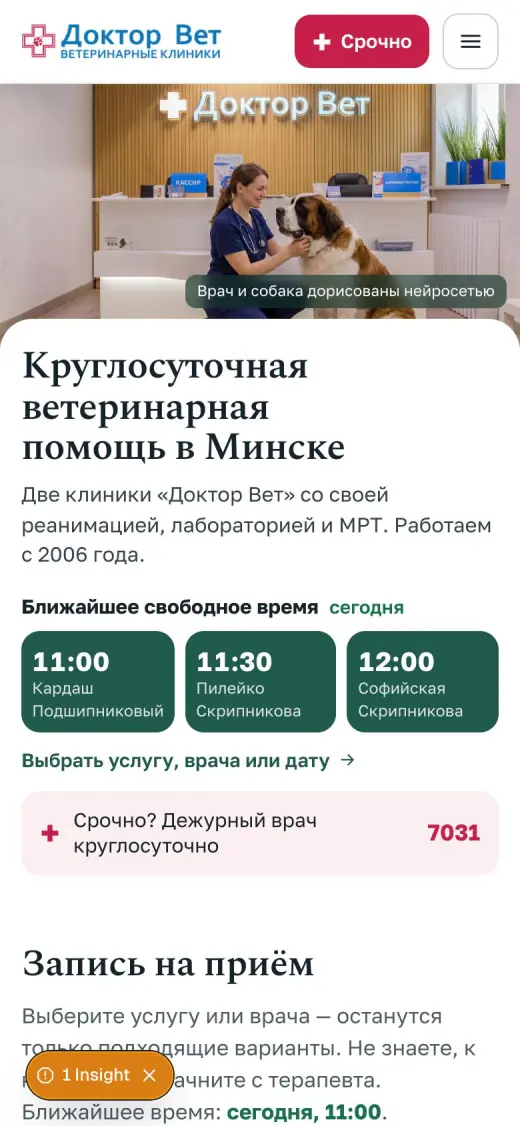 Доктор Вет
ВЕТЕРИНАРНЫЕ КЛИНИКИ
Срочно
Доктор Вет
КАССИР
АДМИНИСТРАТОР
Врач и собака дорисованы нейросетью
Круглосуточная
ветеринарная
помощь в Минске
Две клиники «Доктор Вет» со своей
реанимацией, лабораторией и МРТ. Работаем
с 2006 года.
Ближайшее свободное время сегодня
11:00
Кардаш
Подшипниковый
11:30
Пилейко
Скрипникова
12:00
Софийская
Скрипникова
Выбрать услугу, врача или дату →
Срочно? Дежурный врач
круглосуточно
7031
Запись на приём
Выберите услугу или врача — останутся
только подходящие варианты. Не знаете, к
ачните с терапевта.
1 Insight
Ближайшее время: сегодня, 11:00.